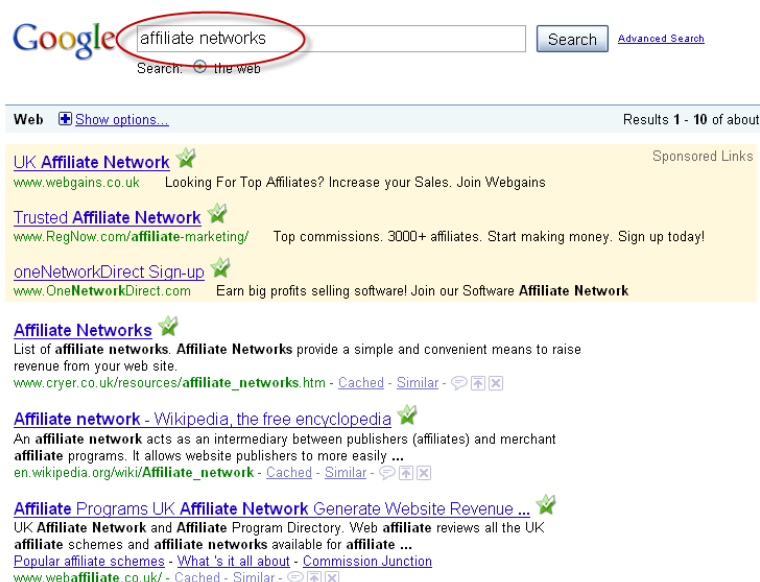 Google affiliate networks Search Advanced Search
Search: the web
Web Show options... Results 1 - 10 of about
UK Affiliate Network Sponsored Links
www.webgains.co.uk Looking For Top Affiliates? Increase your Sales. Join Webgains
Trusted Affiliate Network
www.RegNow.com/affiliate-marketing/ Top commissions. 3000+ affiliates. Start making money. Sign up today!
oneNetworkDirect Sign-up
www.OneNetworkDirect.com Earn big profits selling software! Join our Software Affiliate Network
Affiliate Networks
List of affiliate networks. Affiliate Networks provide a simple and convenient means to raise
revenue from your web site.
www.cryer.co.uk/resources/affiliate_networks.htm - Cached - Similar -
Affiliate network - Wikipedia, the free encyclopedia
An affiliate network acts as an intermediary between publishers (affiliates) and merchant
affiliate programs. It allows website publishers to more easily ...
en.wikipedia.org/wiki/Affiliate_network - Cached - Similar -
Affiliate Programs UK Affiliate Network Generate Website Revenue ...
UK Affiliate Network and Affiliate Program Directory. Web affiliate reviews all the UK
affiliate schemes and affiliate networks available for affiliate ...
Popular affiliate schemes - What 's it all about - Commission Junction
www.webaffiliate.co.uk/ - Cached - Similar -